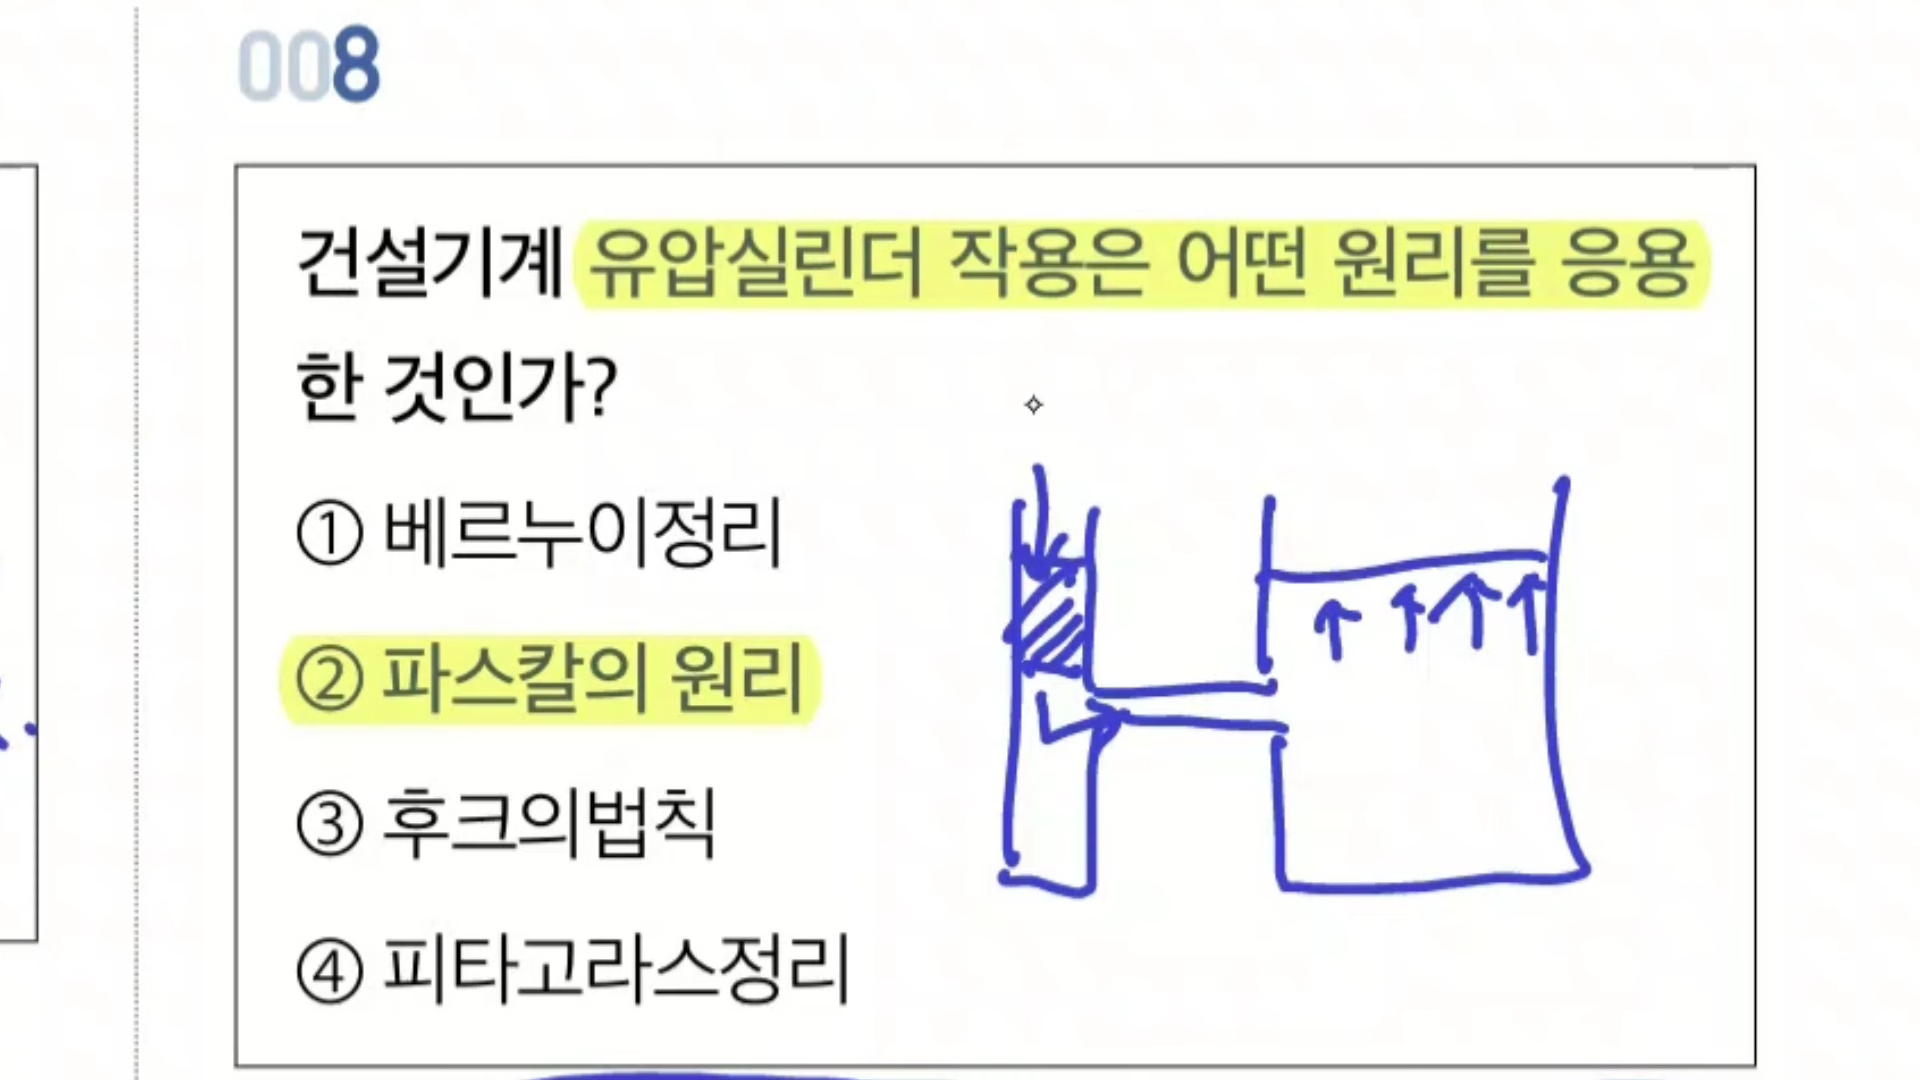 008
건설기계 유압실린더 작용은 어떤 원리를 응용
한 것인가?
① 베르누이정리
② 파스칼의 원리
③ 후크의법칙
④ 피타고라스정리